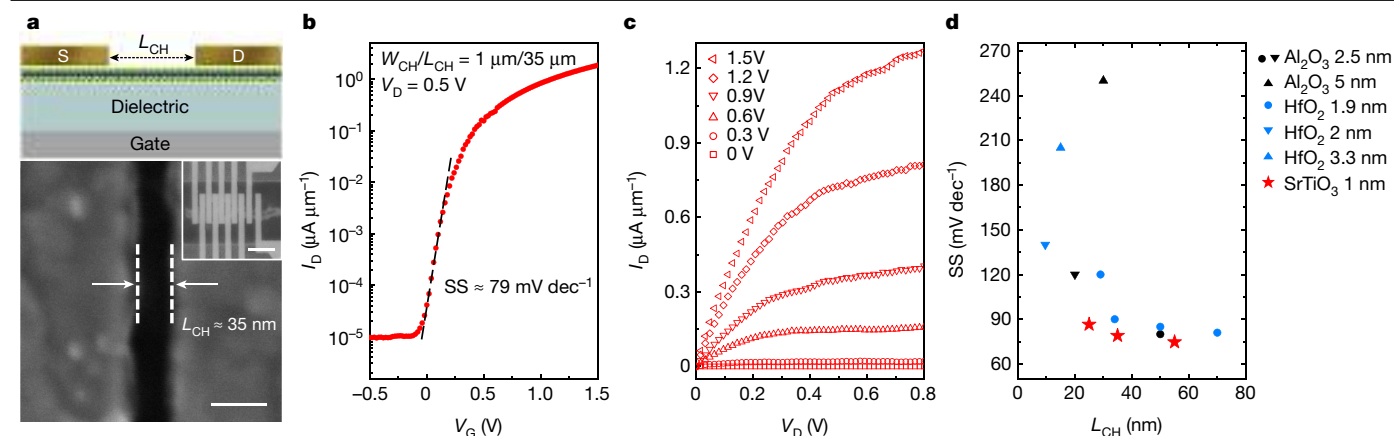 a
S
L_CH
D
Dielectric
Gate
L_CH ≈ 35 nm
b
W_CH/L_CH = 1 μm/35 μm
V_D = 0.5 V
SS ≈ 79 mV dec⁻¹
I_D (μA μm⁻¹)
10⁰
10⁻¹
10⁻²
10⁻³
10⁻⁴
10⁻⁵
−0.5
0
0.5
1.0
1.5
V_G (V)
c
1.5V
1.2 V
0.9V
0.6V
0.3 V
0 V
I_D (μA μm⁻¹)
1.2
0.9
0.6
0.3
0
0
0.2
0.4
0.6
0.8
V_D (V)
d
SS (mV dec⁻¹)
270
240
210
180
150
120
90
60
0
20
40
60
80
L_CH (nm)
Al₂O₃ 2.5 nm
Al₂O₃ 5 nm
HfO₂ 1.9 nm
HfO₂ 2 nm
HfO₂ 3.3 nm
SrTiO₃ 1 nm